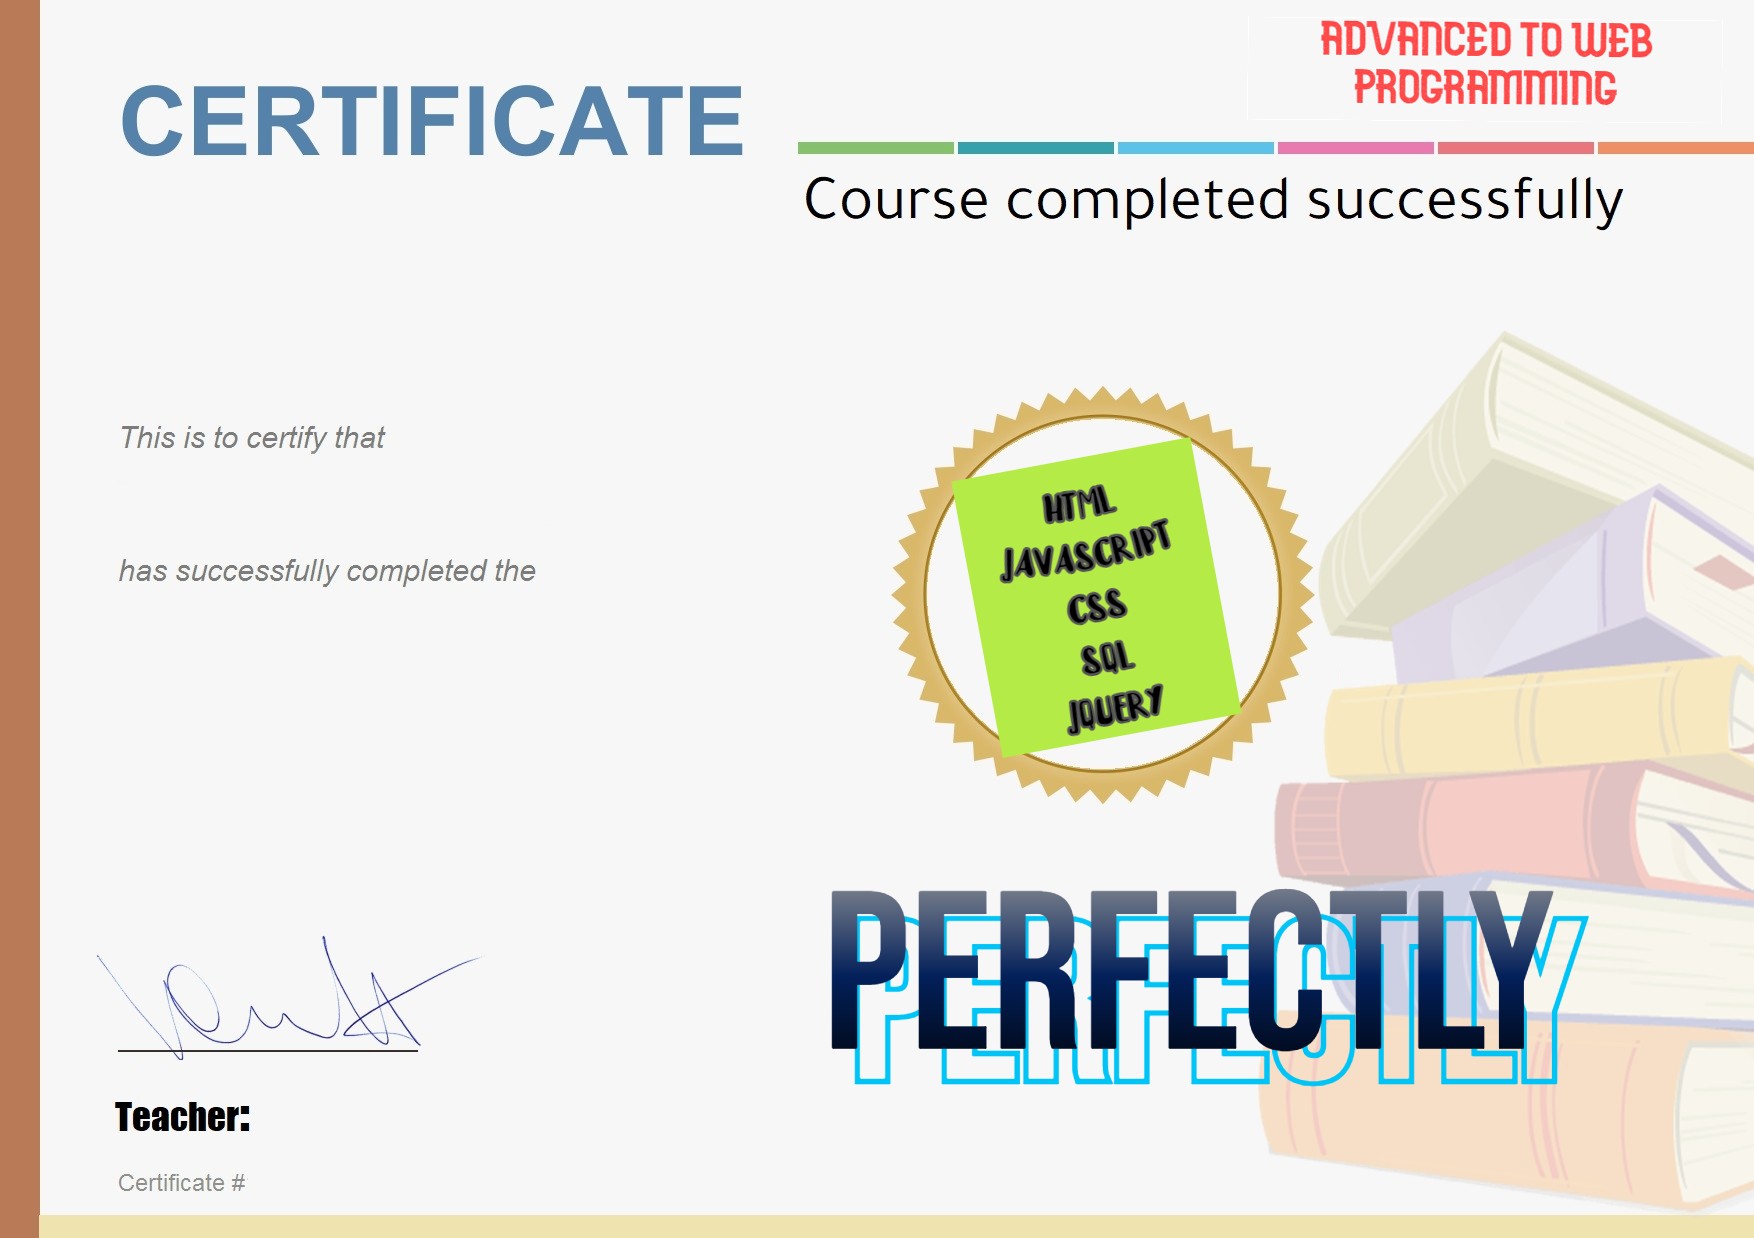 ADVANCED TO WEB
PROGRAMMING
CERTIFICATE
Course completed successfully
This is to certify that
has successfully completed the
HTML
JAVASCRIPT
CSS
SQL
JQUERY
PERFECTLY
Teacher:
Certificate #